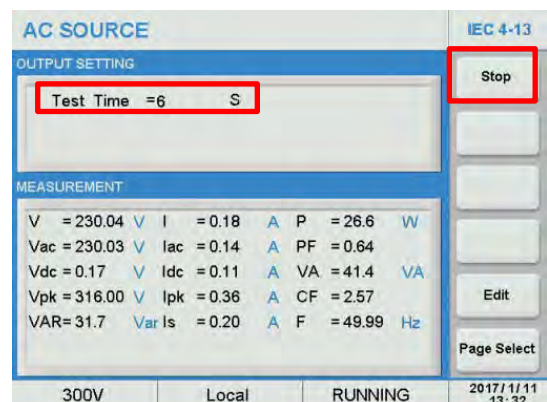 AC SOURCE
IEC 4-13
OUTPUT SETTING
Stop
Test Time =6 S
MEASUREMENT
V = 230.04 V I = 0.18 A P = 26.6 W
Vac = 230.03 V Iac = 0.14 A PF = 0.64
Vdc = 0.17 V Idc = 0.11 A VA = 41.4 VA
Vpk = 316.00 V Ipk = 0.36 A CF = 2.57
VAR= 31.7 Var Is = 0.20 A F = 49.99 Hz
Edit
Page Select
300V Local RUNNING 2017/1/11
13:32